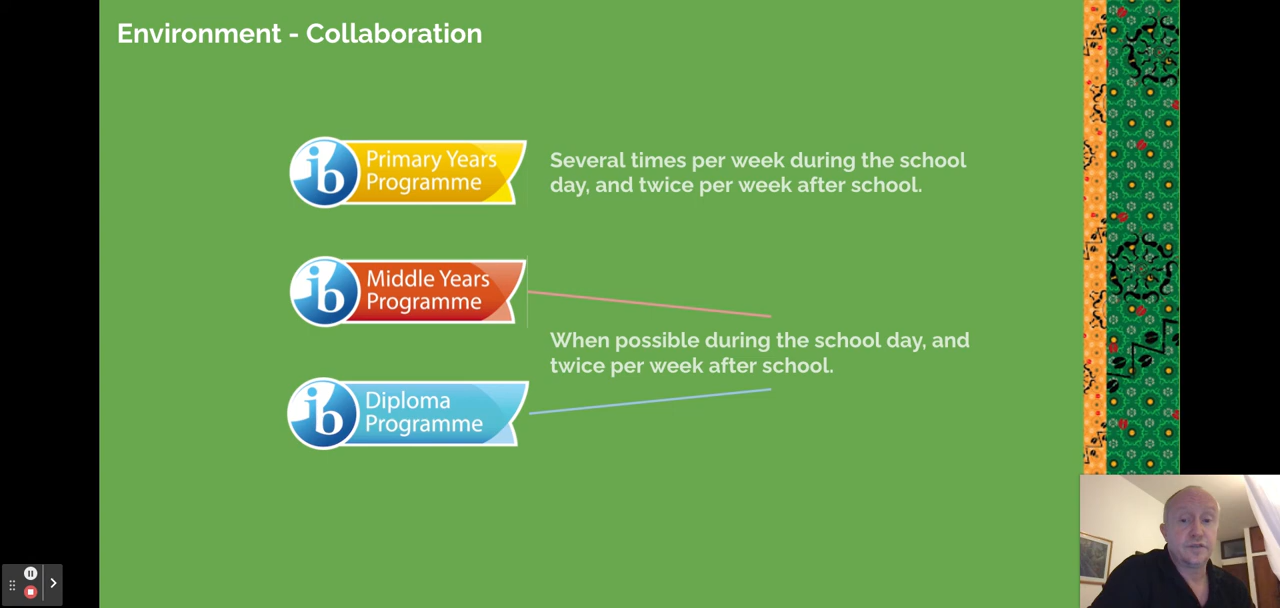 Environment - Collaboration
ib
Primary Years
Programme
Several times per week during the school
day, and twice per week after school.
ib
Middle Years
Programme
When possible during the school day, and
twice per week after school.
ib
Diploma
Programme